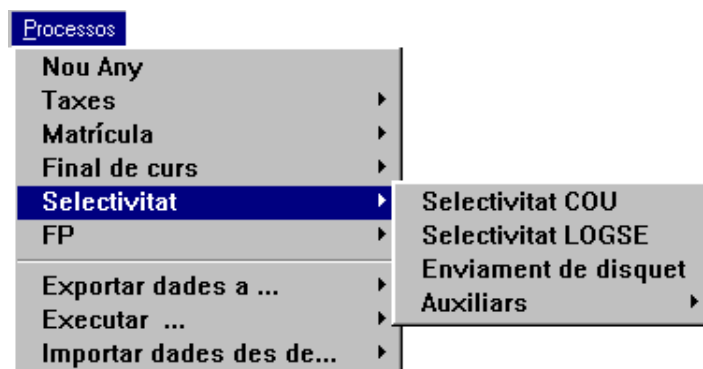 Processos
Nou Any
Taxes
Matrícula
Final de curs
Selectivitat
FP
Exportar dades a ...
Executar ...
Importar dades des de...
Selectivitat COU
Selectivitat LOGSE
Enviament de disquet
Auxiliars